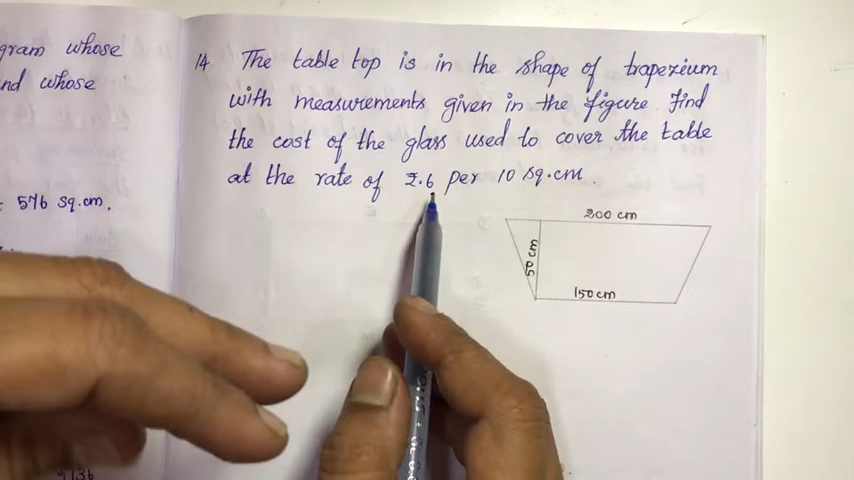 gram whose
nd whose
= 576 sq.cm.
14 The table top is in the shape of trapezium
with measurements given in the figure. Find
the cost of the glass used to cover the table
at the rate of ₹.6 per 10 sq.cm.
200 cm
50 cm
150 cm